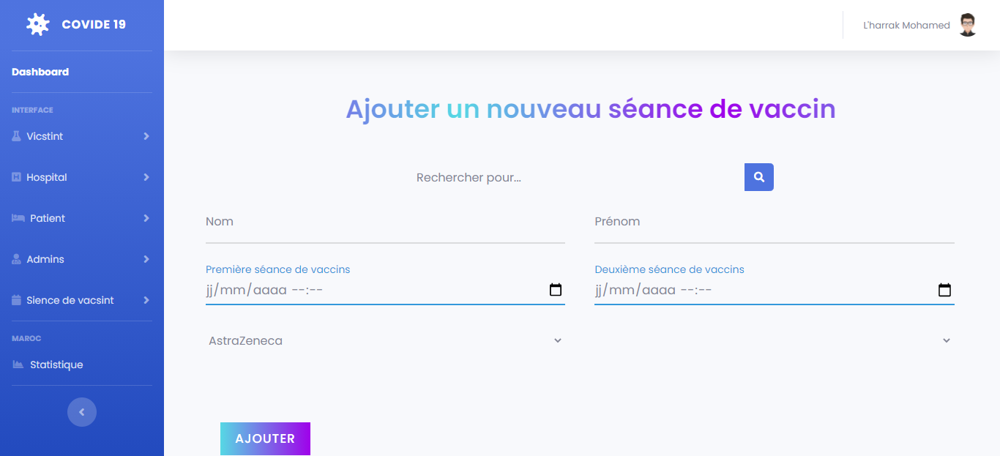 COVIDE 19
L'harrak Mohamed
Dashboard
INTERFACE
Vicstint
Hospital
Patient
Admins
Sience de vacsint
MAROC
Statistique
Ajouter un nouveau séance de vaccin
Rechercher pour...
Nom
Prénom
Première séance de vaccins
Deuxième séance de vaccins
jj/mm/aaaa --:--
jj/mm/aaaa --:--
AstraZeneca
AJOUTER